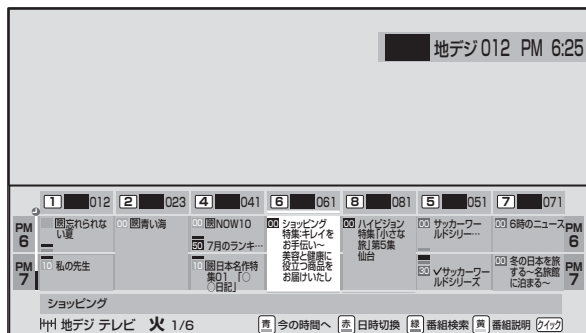 地デジ 012 PM 6:25
1 012 2 023 4 041 6 061 8 081 5 051 7 071
PM 6
PM 7
00 字忘れられな
い夏
10 私の先生
00 字青い海
00 字NOW10
50 7月のランキ…
10 字日本名作特
集01 「○
○日記」
00 ショッピング
特集:キレイを
お手伝い~
美容と健康に
役立つ商品を
お届けいたし
00 ハイビジョン
特集「小さな
旅」第5集
仙台
00 サッカーワー
ルドシリー…
30 ✓サッカーワー
ルドシリーズ
00 6時のニュース
00 冬の日本を旅
する~名旅館
に泊まる~
PM 6
PM 7
ショッピング
地デジ テレビ 火 1/6 青 今の時間へ 赤 日時切換 緑 番組検索 黄 番組説明 クイック